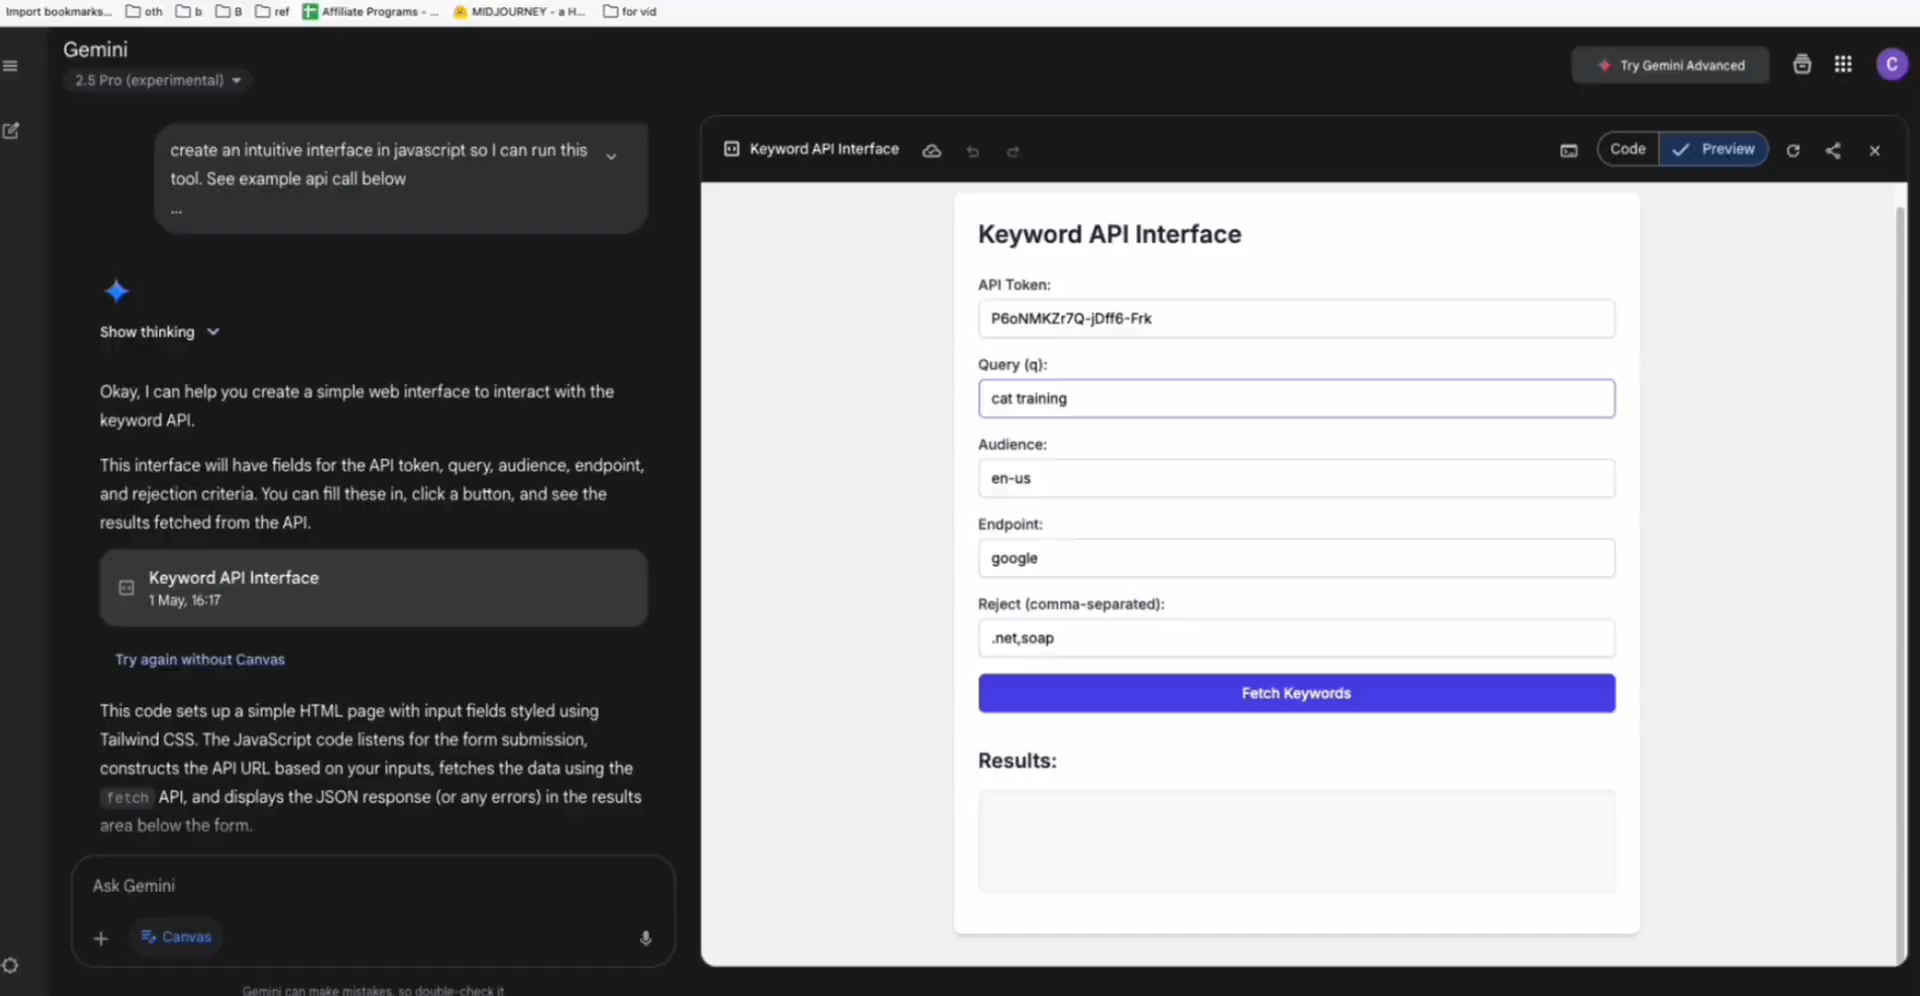 Import bookmarks...
oth
b
B
ref
Affiliate Programs - ...
MIDJOURNEY - a H...
for vid
Gemini
2.5 Pro (experimental)
Try Gemini Advanced
C
create an intuitive interface in javascript so I can run this
tool. See example api call below
...
Show thinking
Okay, I can help you create a simple web interface to interact with the
keyword API.
This interface will have fields for the API token, query, audience, endpoint,
and rejection criteria. You can fill these in, click a button, and see the
results fetched from the API.
Keyword API Interface
1 May, 16:17
Try again without Canvas
This code sets up a simple HTML page with input fields styled using
Tailwind CSS. The JavaScript code listens for the form submission,
constructs the API URL based on your inputs, fetches the data using the
fetch API, and displays the JSON response (or any errors) in the results
area below the form.
Ask Gemini
Canvas
Gemini can make mistakes, so double-check it
Keyword API Interface
Code
Preview
Keyword API Interface
API Token:
P6oNMKZr7Q-jDff6-Frk
Query (q):
cat training
Audience:
en-us
Endpoint:
google
Reject (comma-separated):
.net,soap
Fetch Keywords
Results: